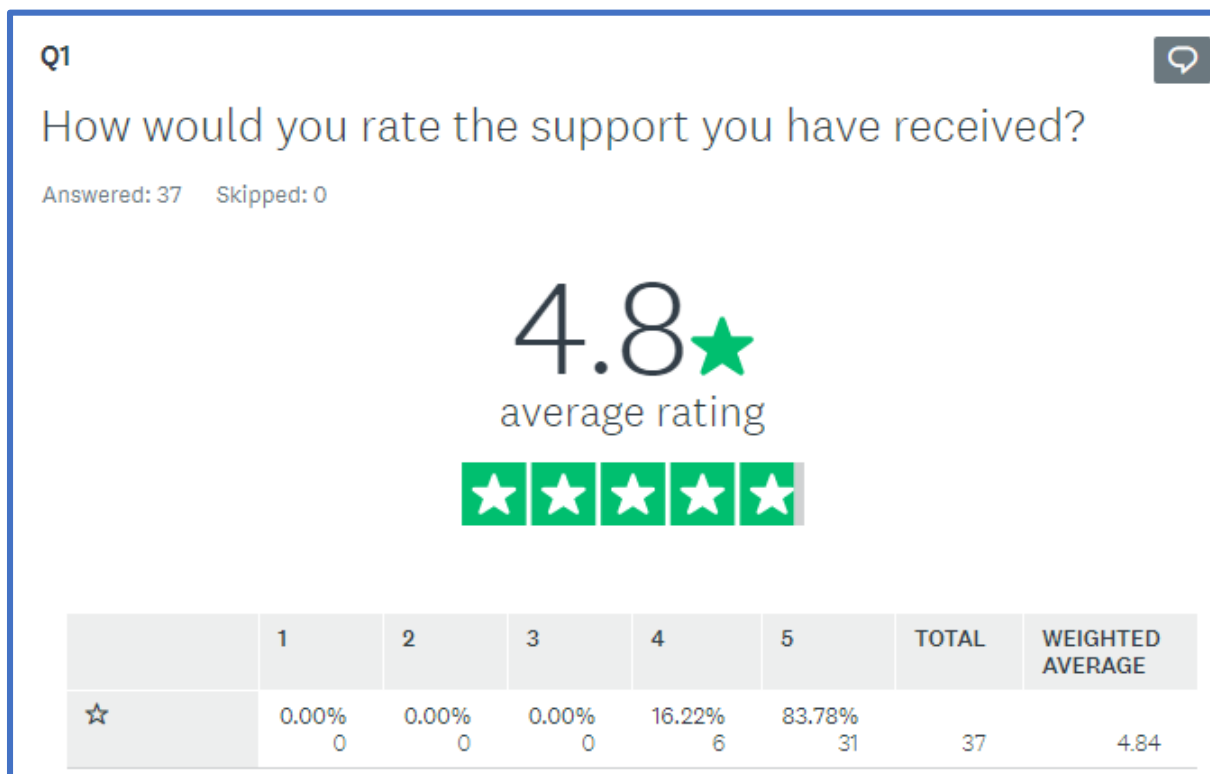 Q1
How would you rate the support you have received?
Answered: 37 Skipped: 0
4.8
average rating
1 2 3 4 5 TOTAL WEIGHTED AVERAGE
0.00% 0.00% 0.00% 16.22% 83.78%
0 0 0 6 31 37 4.84